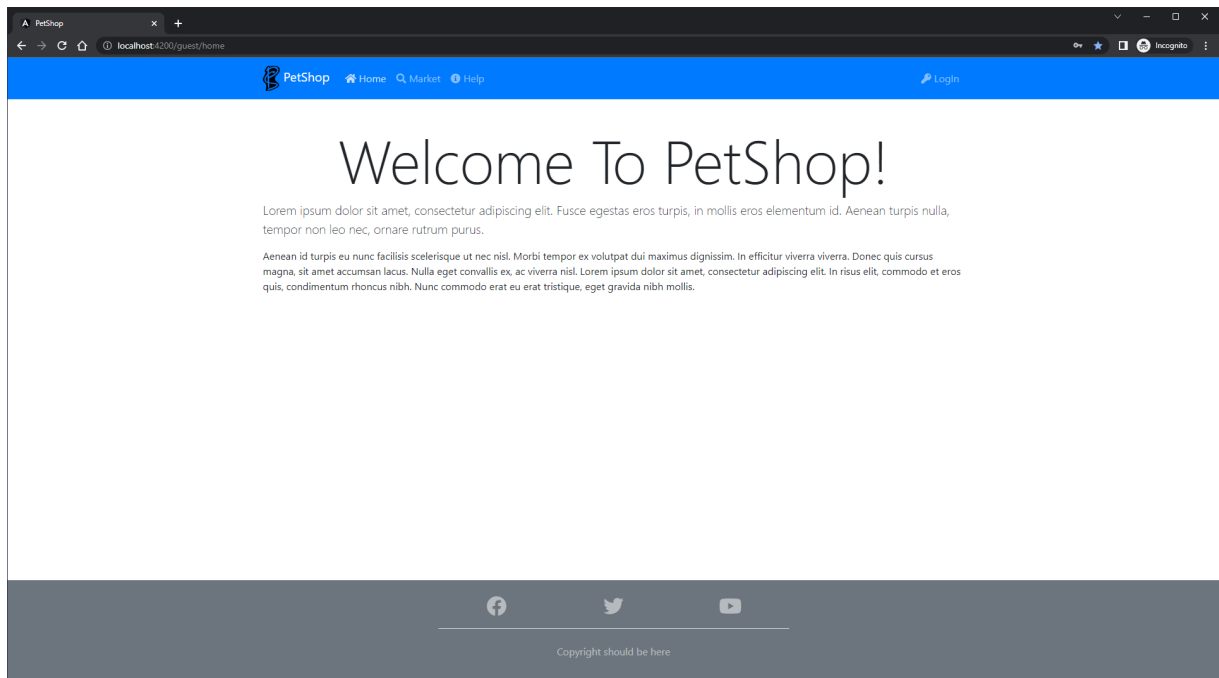 PetShop
localhost:4200/guest/home
Incognito
PetShop Home Market Help LogIn
Welcome To PetShop!
Lorem ipsum dolor sit amet, consectetur adipiscing elit. Fusce egestas eros turpis, in mollis eros elementum id. Aenean turpis nulla,
tempor non leo nec, ornare rutrum purus.
Aenean id turpis eu nunc facilisis scelerisque ut nec nisl. Morbi tempor ex volutpat dui maximus dignissim. In efficitur viverra viverra. Donec quis cursus
magna, sit amet accumsan lacus. Nulla eget convallis ex, ac viverra nisl. Lorem ipsum dolor sit amet, consectetur adipiscing elit. In risus elit, commodo et eros
quis, condimentum rhoncus nibh. Nunc commodo erat eu erat tristique, eget gravida nibh mollis.
Copyright should be here